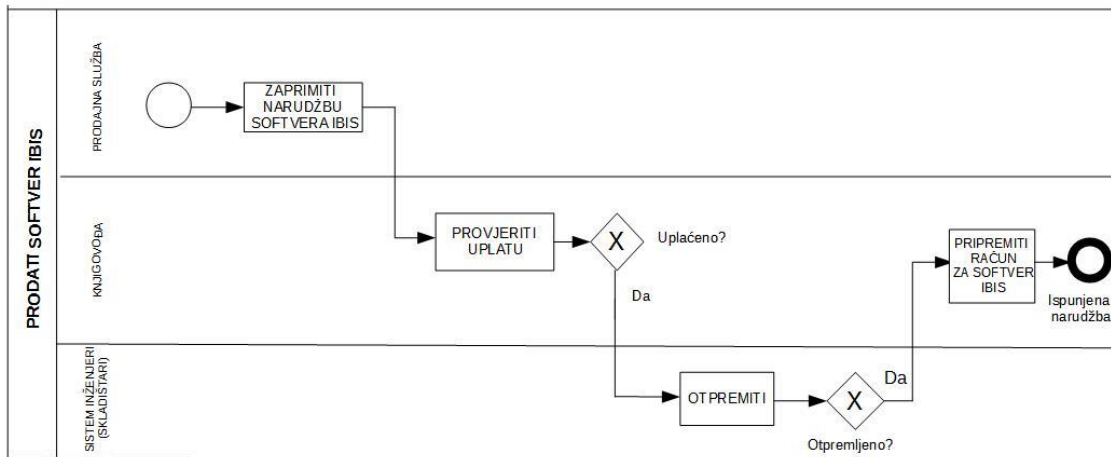 PRODATI SOFTVER IBIS
PRODAJNA SLUŽBA
ZAPRIMITI
NARUDŽBU
SOFTVERA IBIS
KNJIGOVOĐA
PROVJERITI
UPLATU
X
Uplaćeno?
Da
PRIPREMITI
RAČUN
ZA SOFTVER
IBIS
Ispunjena
narudžba
SISTEM INŽENJERI
(SKLADIŠTARI)
OTPREMITI
X
Da
Otpremljeno?